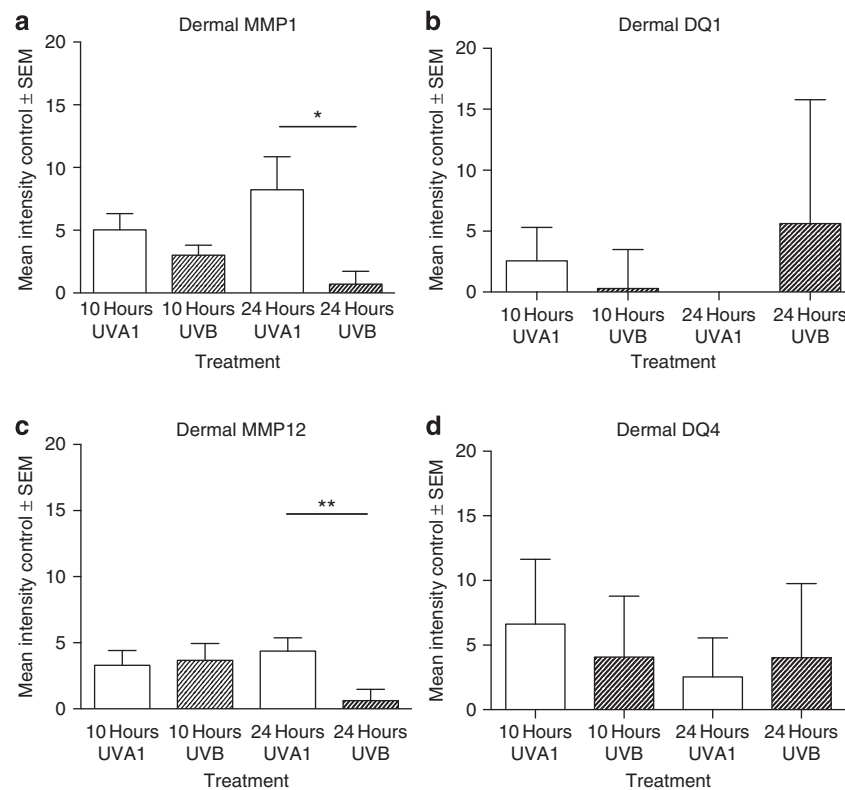 a
Dermal MMP1
Mean intensity control ± SEM
20
15
10
5
0
*
10 Hours 10 Hours 24 Hours 24 Hours
UVA1 UVB UVA1 UVB
Treatment
b
Dermal DQ1
Mean intensity control ± SEM
20
15
10
5
0
10 Hours 10 Hours 24 Hours 24 Hours
UVA1 UVB UVA1 UVB
Treatment
c
Dermal MMP12
Mean intensity control ± SEM
20
15
10
5
0
**
10 Hours 10 Hours 24 Hours 24 Hours
UVA1 UVB UVA1 UVB
Treatment
d
Dermal DQ4
Mean intensity control ± SEM
20
15
10
5
0
10 Hours 10 Hours 24 Hours 24 Hours
UVA1 UVB UVA1 UVB
Treatment